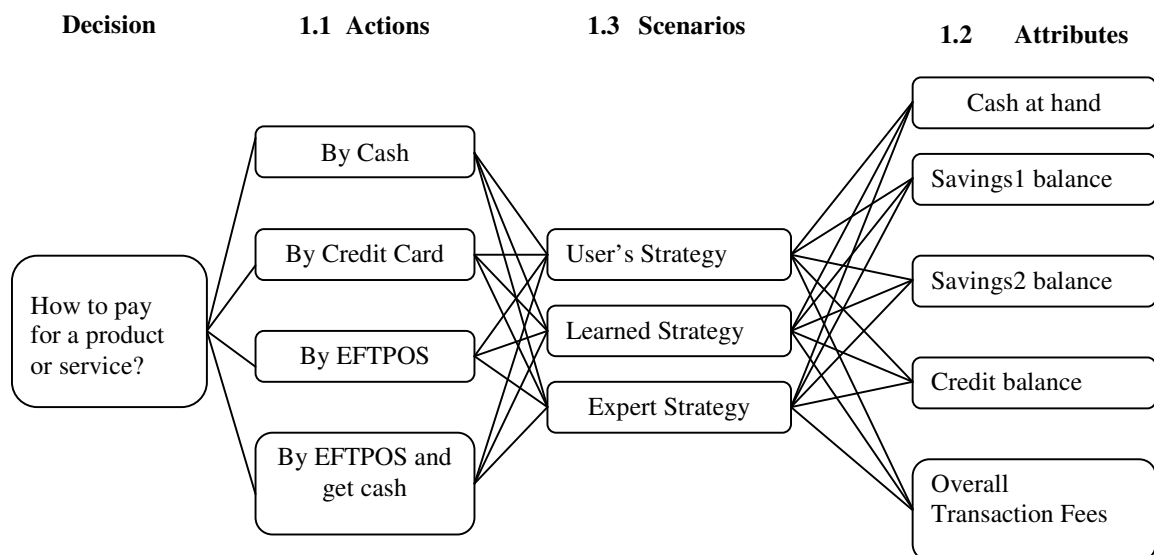 Decision
1.1 Actions
1.3 Scenarios
1.2 Attributes
By Cash
By Credit Card
By EFTPOS
By EFTPOS and
get cash
How to pay
for a product
or service?
User’s Strategy
Learned Strategy
Expert Strategy
Cash at hand
Savings1 balance
Savings2 balance
Credit balance
Overall
Transaction Fees